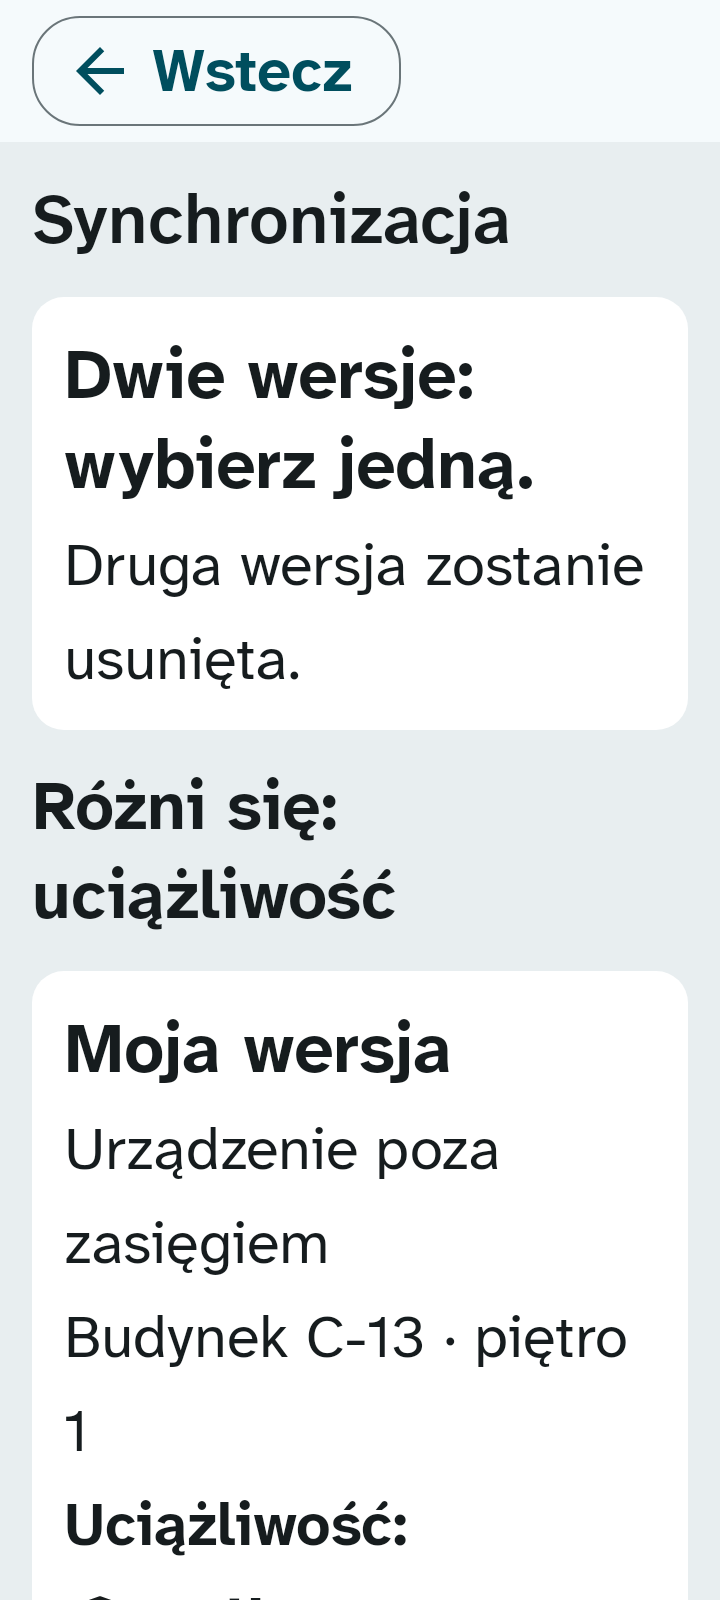 Wstecz
Synchronizacja
Dwie wersje:
wybierz jedną.
Druga wersja zostanie
usunięta.
Różni się:
uciążliwość
Moja wersja
Urządzenie poza
zasięgiem
Budynek C-13 · piętro
1
Uciążliwość: